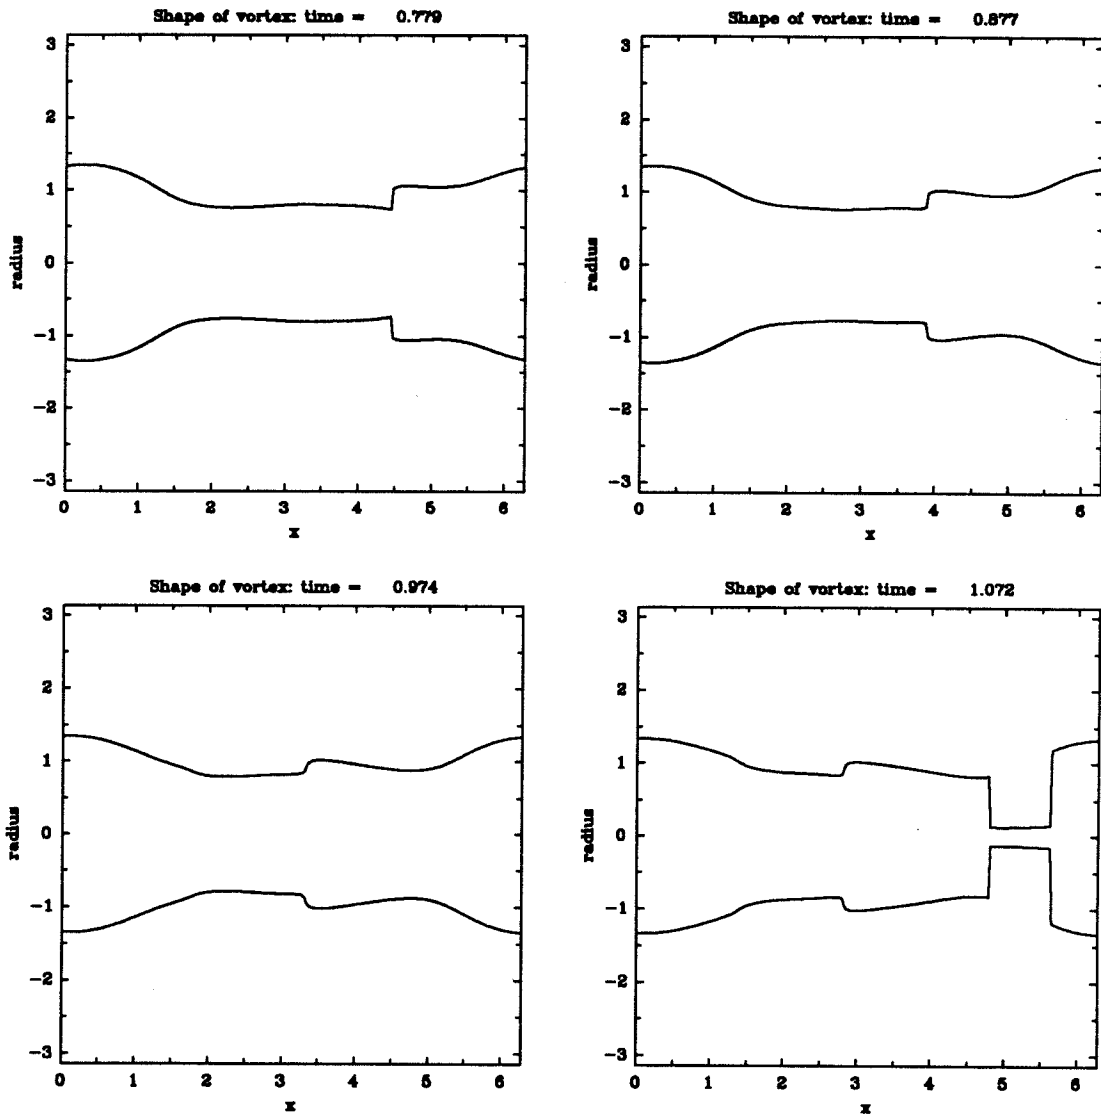 Shape of vortex: time = 0.779
3
2
1
0
−1
−2
−3
radius
0 1 2 3 4 5 6
x
Shape of vortex: time = 0.877
3
2
1
0
−1
−2
−3
radius
0 1 2 3 4 5 6
x
Shape of vortex: time = 0.974
3
2
1
0
−1
−2
−3
radius
0 1 2 3 4 5 6
x
Shape of vortex: time = 1.072
3
2
1
0
−1
−2
−3
radius
0 1 2 3 4 5 6
x